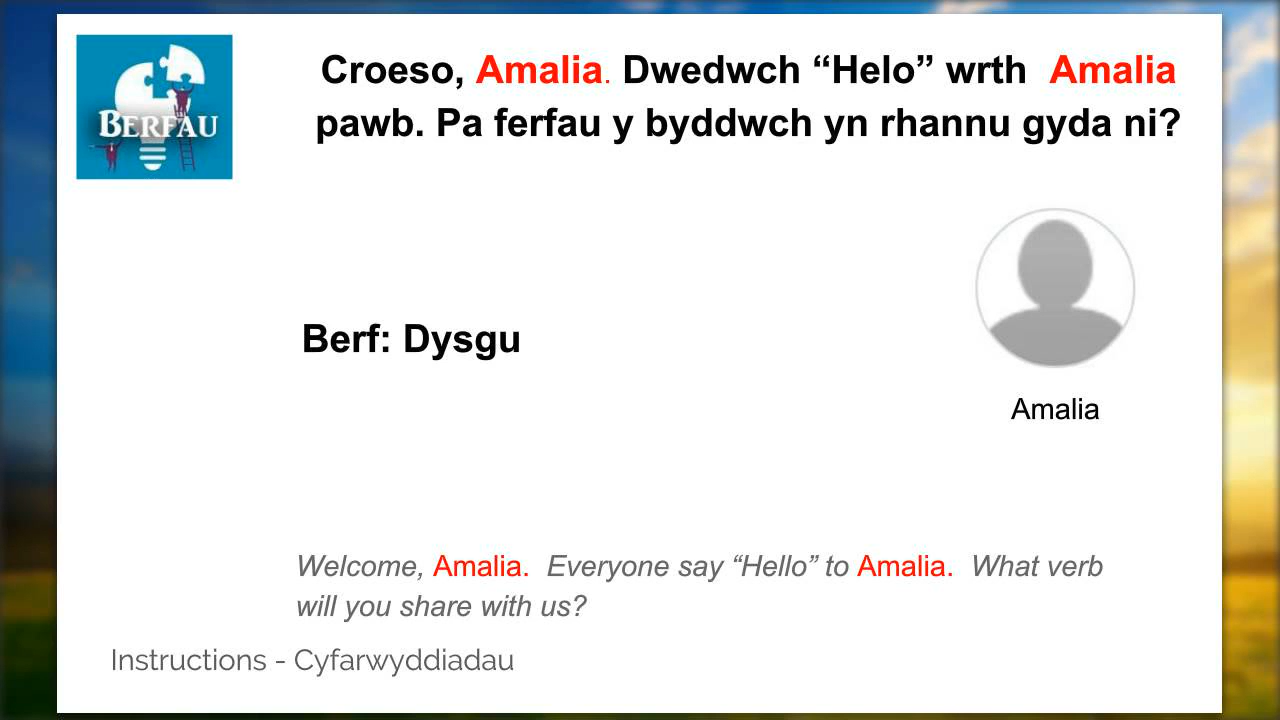 BERFAU
Croeso, Amalia. Dwedwch “Helo” wrth Amalia
pawb. Pa ferfau y byddwch yn rhannu gyda ni?
Berf: Dysgu
Amalia
Welcome, Amalia. Everyone say “Hello” to Amalia. What verb
will you share with us?
Instructions - Cyfarwyddiadau